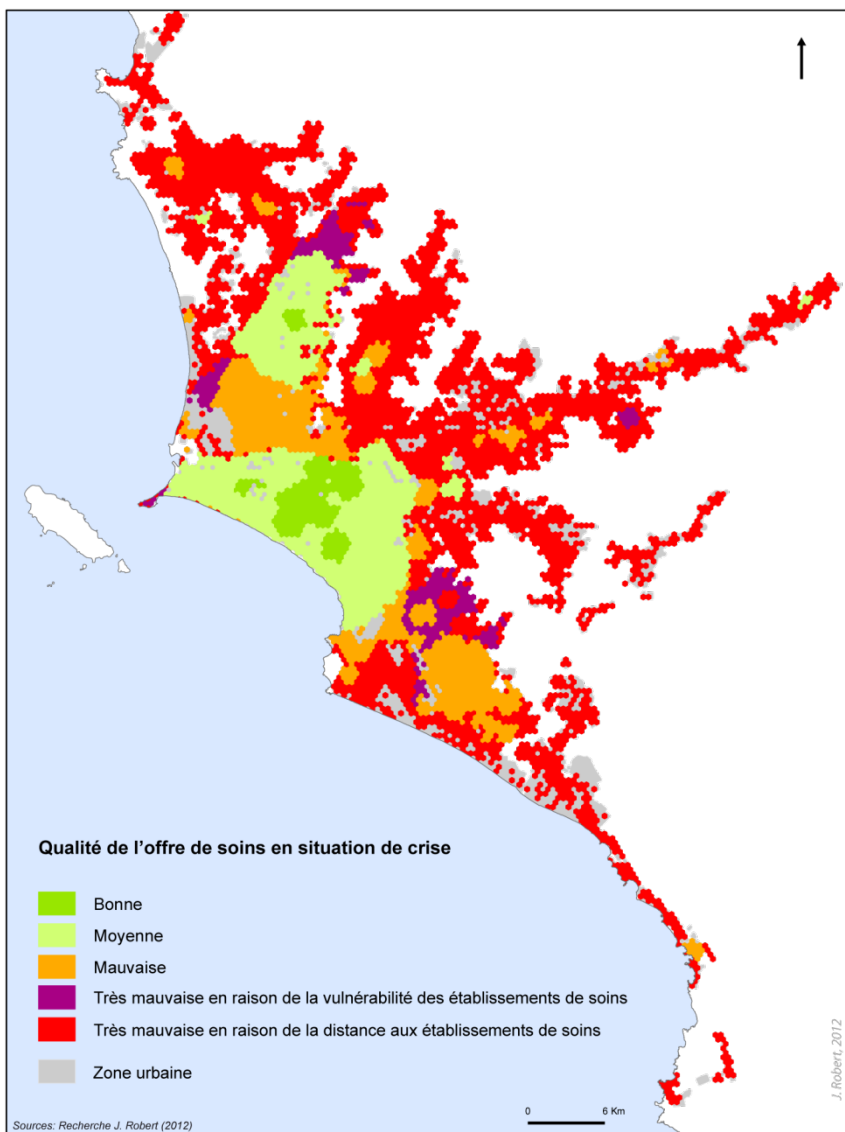 Qualité de l'offre de soins en situation de crise
Bonne
Moyenne
Mauvaise
Très mauvaise en raison de la vulnérabilité des établissements de soins
Très mauvaise en raison de la distance aux établissements de soins
Zone urbaine
0 6 Km
Sources: Recherche J. Robert (2012)
J. Robert, 2012